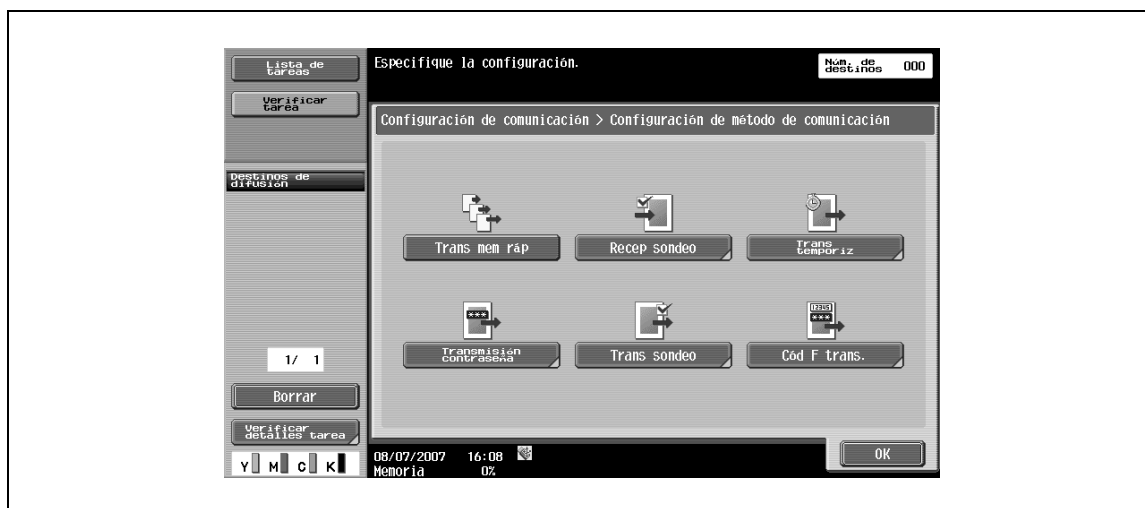 Lista de
tareas
Especifique la configuración.
Núm. de
destinos
000
Verificar
tarea
Configuración de comunicación > Configuración de método de comunicación
Destinos de
difusión
Trans mem ráp
Recep sondeo
Trans
temporiz
12345
***
***
Transmisión
contraseña
Trans sondeo
Cód F trans.
1/ 1
Borrar
Verificar
detalles tarea
Y M C K
08/07/2007 16:08
Memoria 0%
OK